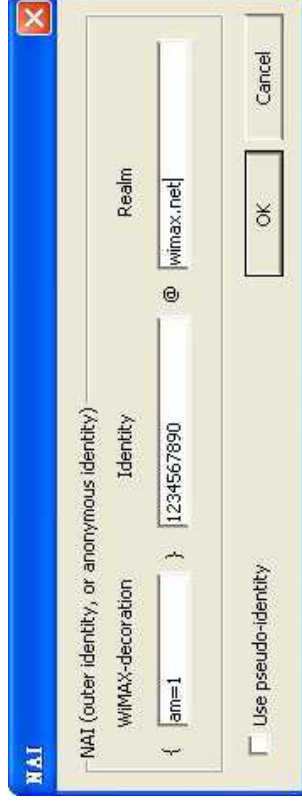 NAI
NAI (outer identity, or anonymous identity)
WiMAX-decoration Identity Realm
{ am=1 } 1234567890 @ wimax.net
Use pseudo-identity
OK Cancel